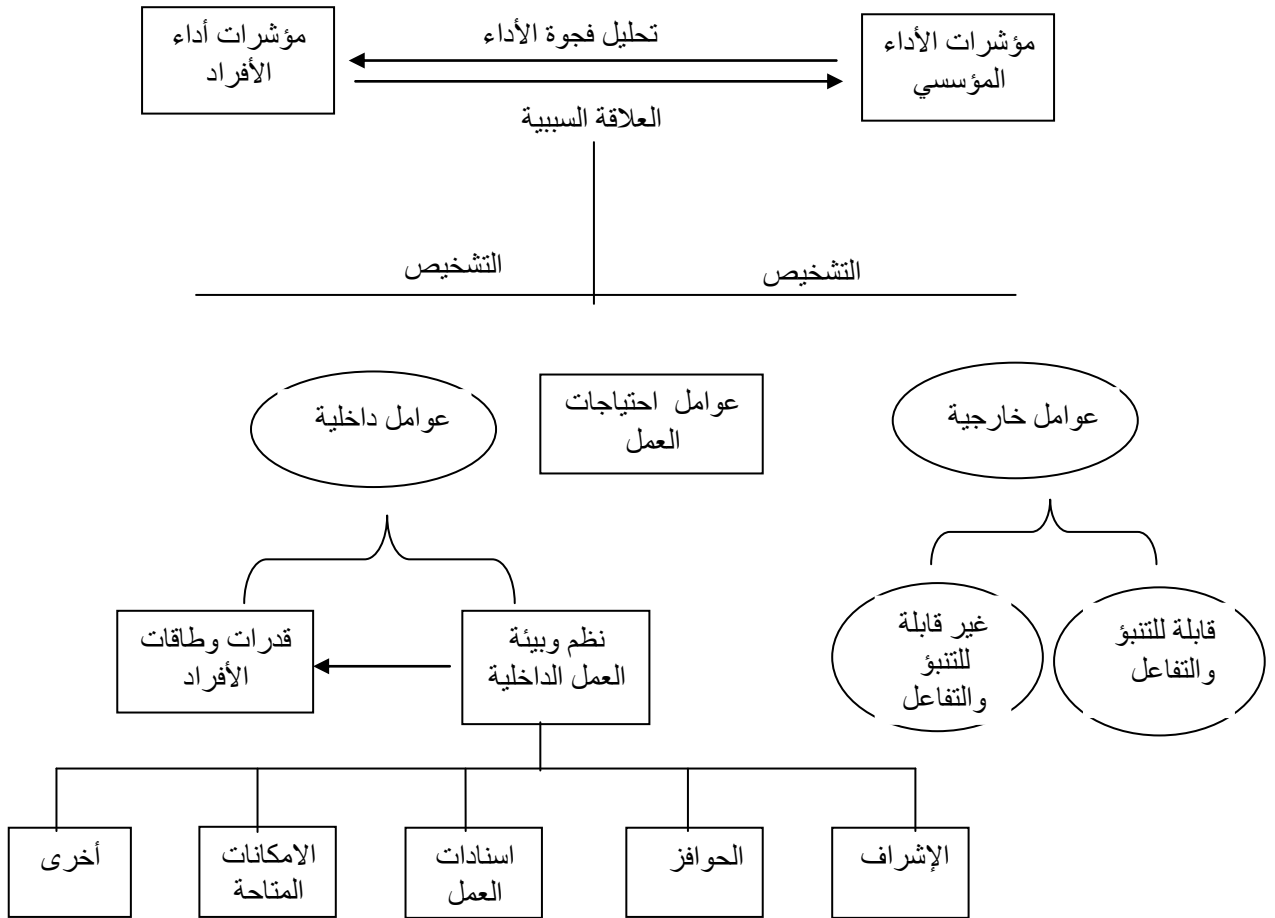 مؤشرات الأداء
المؤسسي
تحليل فجوة الأداء
العلاقة السببية
مؤشرات أداء
الأفراد
التشخيص
التشخيص
عوامل خارجية
عوامل احتياجات
العمل
عوامل داخلية
قابلة للتنبؤ
والتفاعل
غير قابلة
للتنبؤ
والتفاعل
نظم وبيئة
العمل الداخلية
قدرات وطاقات
الأفراد
الإشراف
الحوافز
اسنادات
العمل
الامكانات
المتاحة
أخرى